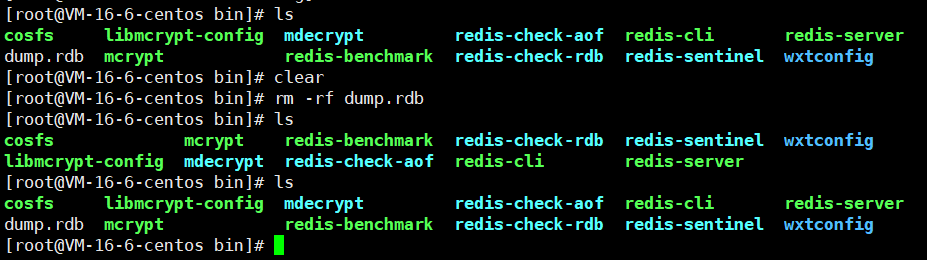 [root@VM-16-6-centos bin]# ls
cosfs libmcrypt-config mdecrypt redis-check-aof redis-cli redis-server
dump.rdb mcrypt redis-benchmark redis-check-rdb redis-sentinel wxtconfig
[root@VM-16-6-centos bin]# clear
[root@VM-16-6-centos bin]# rm -rf dump.rdb
[root@VM-16-6-centos bin]# ls
cosfs mcrypt redis-benchmark redis-check-rdb redis-sentinel wxtconfig
libmcrypt-config mdecrypt redis-check-aof redis-cli redis-server
[root@VM-16-6-centos bin]# ls
cosfs libmcrypt-config mdecrypt redis-check-aof redis-cli redis-server
dump.rdb mcrypt redis-benchmark redis-check-rdb redis-sentinel wxtconfig
[root@VM-16-6-centos bin]#